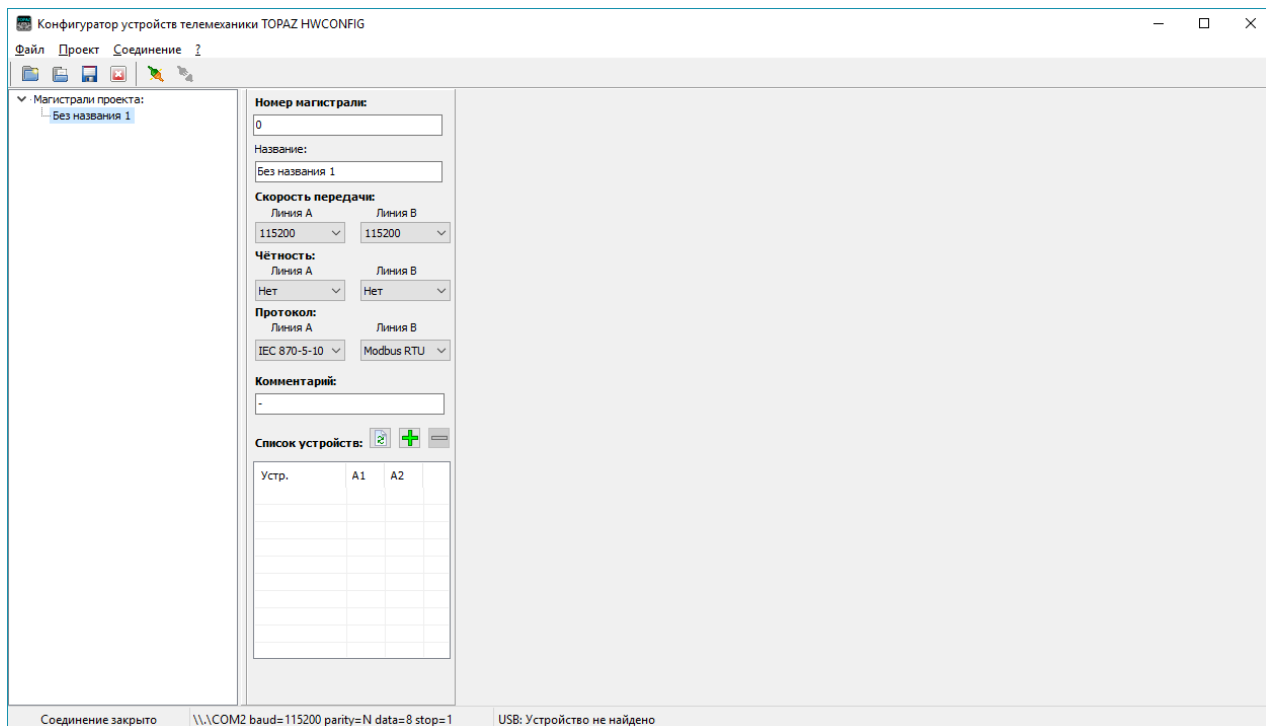 Конфигуратор устройств телемеханики TOPAZ HWCONFIG
Файл Проект Соединение ?
Магистрали проекта:
Без названия 1
Номер магистрали:
0
Название:
Без названия 1
Скорость передачи:
Линия A Линия B
115200 115200
Чётность:
Линия A Линия B
Нет Нет
Протокол:
Линия A Линия B
IEC 870-5-10 Modbus RTU
Комментарий:
-
Список устройств:
Устр. A1 A2
Соединение закрыто \\.\COM2 baud=115200 parity=N data=8 stop=1 USB: Устройство не найдено